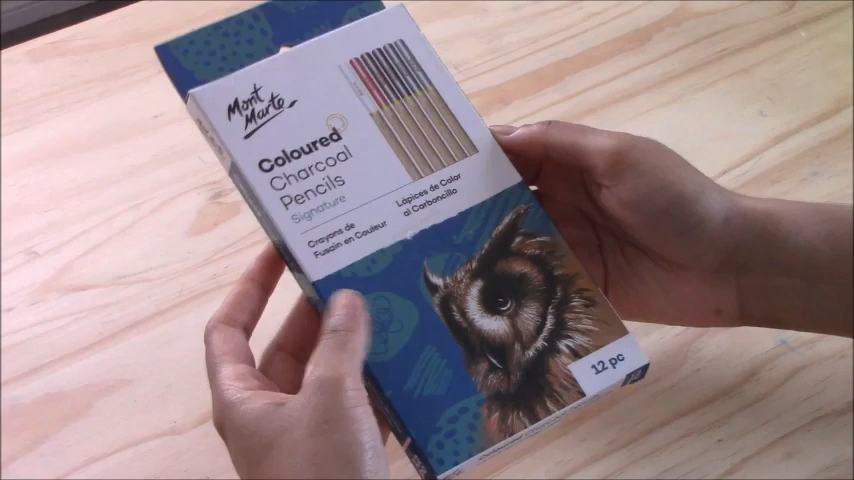 Mont
Marte
Coloured
Charcoal
Pencils
Signature
Crayons de
Fusain en Couleur
Lápices de Color
al Carboncillo
12 pc